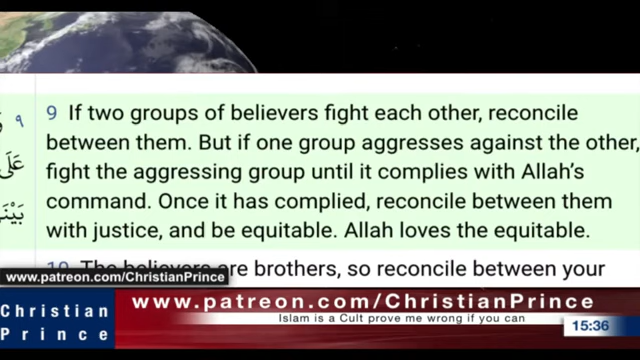 9 If two groups of believers fight each other, reconcile
between them. But if one group aggresses against the other,
fight the aggressing group until it complies with Allah's
command. Once it has complied, reconcile between them
with justice, and be equitable. Allah loves the equitable.
٩
10 The believers are brothers, so reconcile between your
www.patreon.com/ChristianPrince
Christian
Prince
www.patreon.com/ChristianPrince
Islam is a Cult prove me wrong if you can
15:36